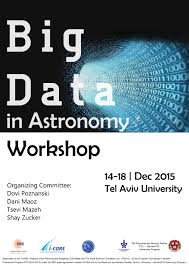 Big
Data
in Astronomy
Workshop
14-18 | Dec 2015
Tel Aviv University
Organizing Committee:
Dovi Poznanski
Dani Maoz
Tsevi Mazeh
Shay Zucker
I-CORE